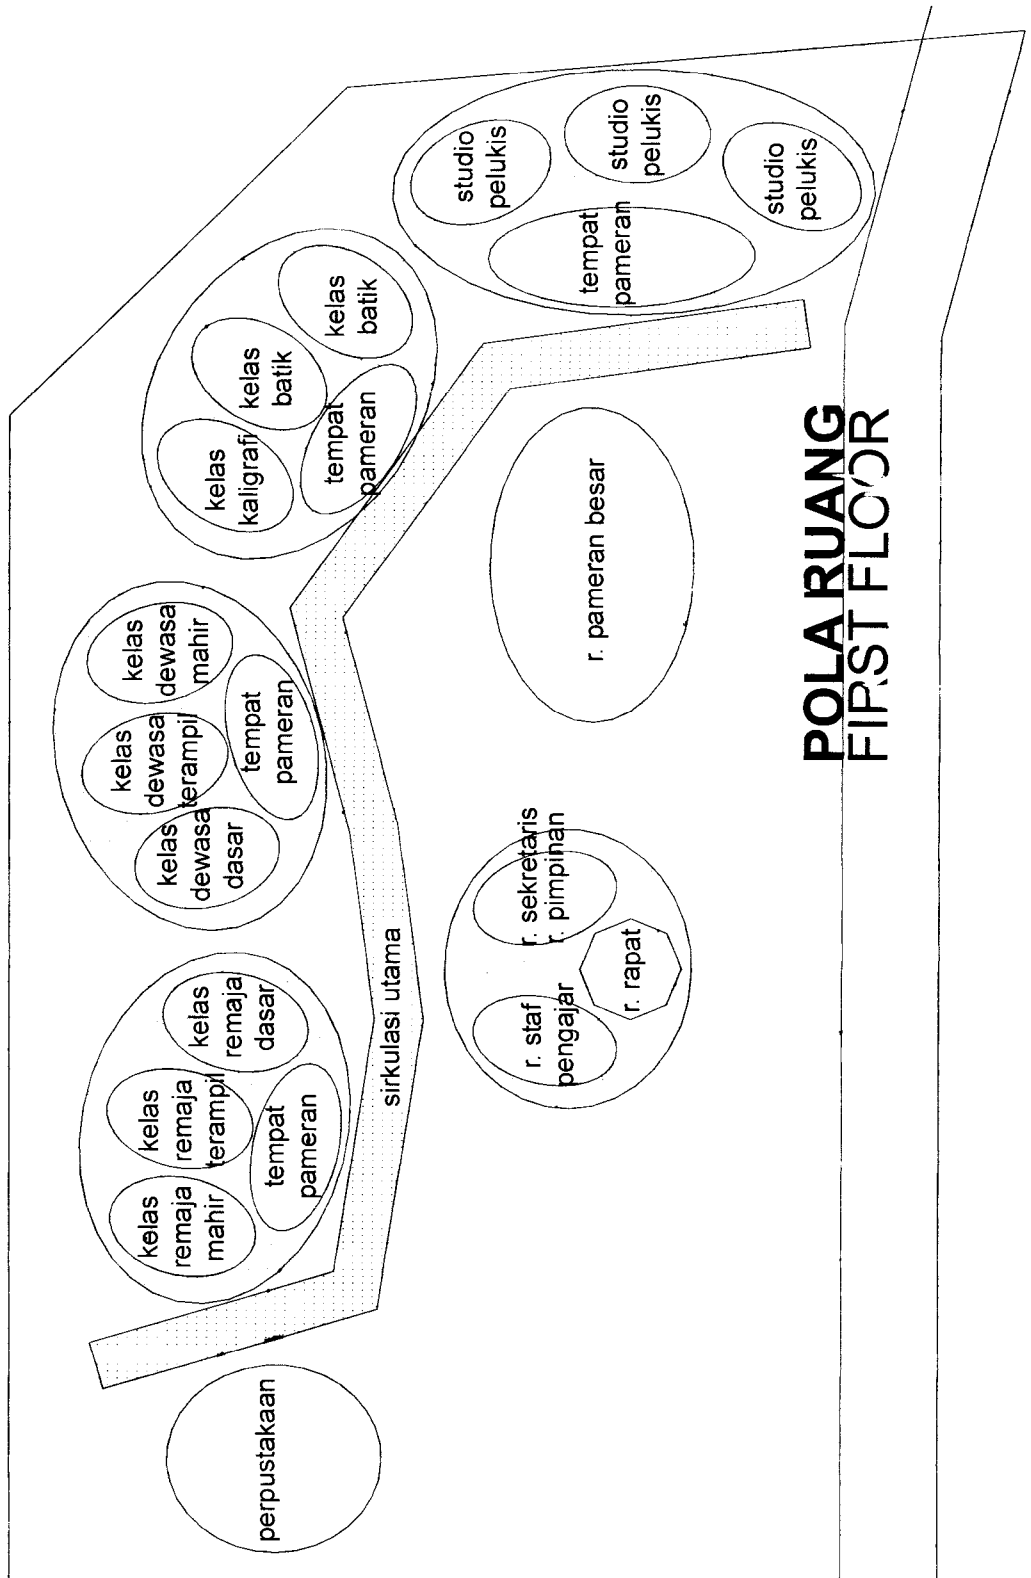 perpustakaan
kelas
remaja
mahir
kelas
remaja
terampil
kelas
remaja
dasar
tempat
pameran
kelas
dewasa
dasar
kelas
dewasa
terampil
kelas
dewasa
mahir
tempat
pameran
kelas
kaligrafi
kelas
batik
kelas
batik
tempat
pameran
studio
pelukis
studio
pelukis
studio
pelukis
tempat
pameran
sirkulasi utama
r. staf
pengajar
r. sekretaris
r. pimpinan
r. rapat
r. pameran besar
POLA RUANG
FIRST FLOOR